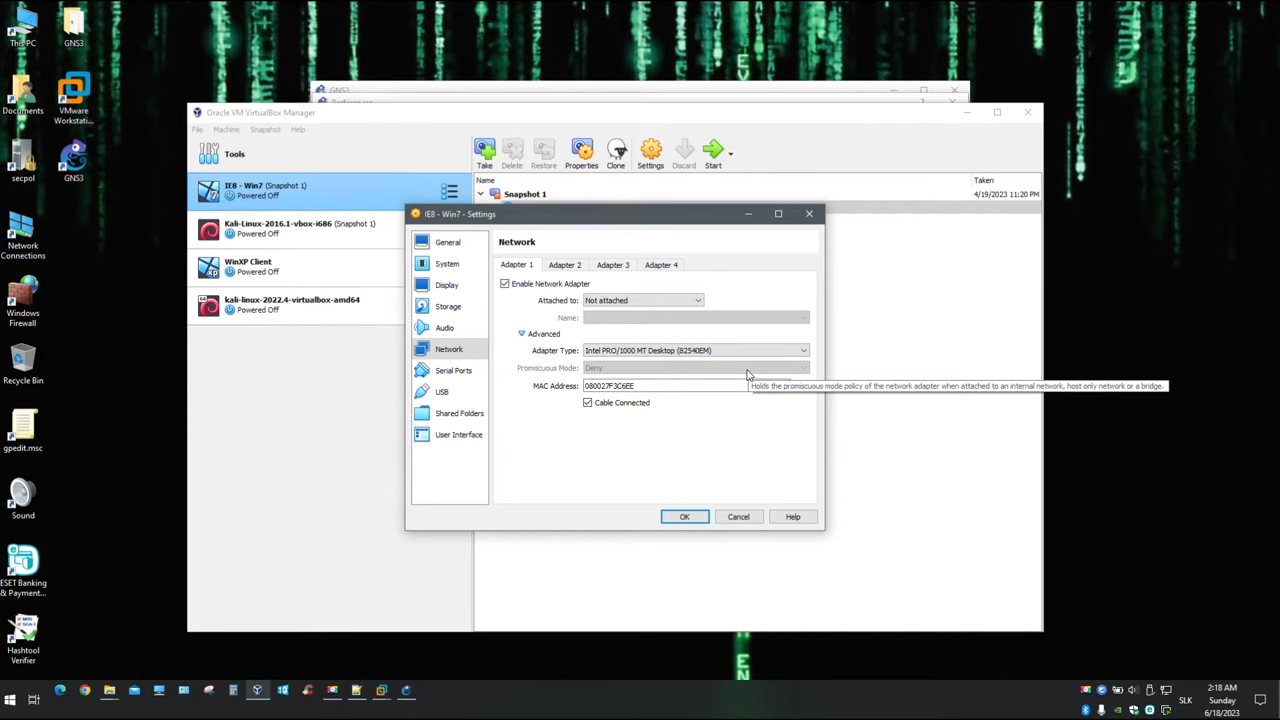 This PC
GNS3
Documents
VMware
Workstati...
secpol
GNS3
Network
Connections
Windows
Firewall
Recycle Bin
gpedit.msc
Sound
ESET Banking
& Payment...
Hashtool
Verifier
GNS3
Preferences
Oracle VM VirtualBox Manager
File Machine Snapshot Help
Tools
Take Delete Restore Properties Clone Settings Discard Start
IE8 - Win7 (Snapshot 1)
Powered Off
Kali-Linux-2016.1-vbox-i686 (Snapshot 1)
Powered Off
WinXP Client
Powered Off
kali-linux-2022.4-virtualbox-amd64
Powered Off
Name Taken
Snapshot 1 4/19/2023 11:20 PM
IE8 - Win7 - Settings
General
System
Display
Storage
Audio
Network
Serial Ports
USB
Shared Folders
User Interface
Network
Adapter 1 Adapter 2 Adapter 3 Adapter 4
Enable Network Adapter
Attached to: Not attached
Name:
Advanced
Adapter Type: Intel PRO/1000 MT Desktop (82540EM)
Promiscuous Mode: Deny
MAC Address: 080027F3C6EE
Holds the promiscuous mode policy of the network adapter when attached to an internal network, host only network or a bridge.
Cable Connected
OK Cancel Help
SLK
2:18 AM
Sunday
6/18/2023